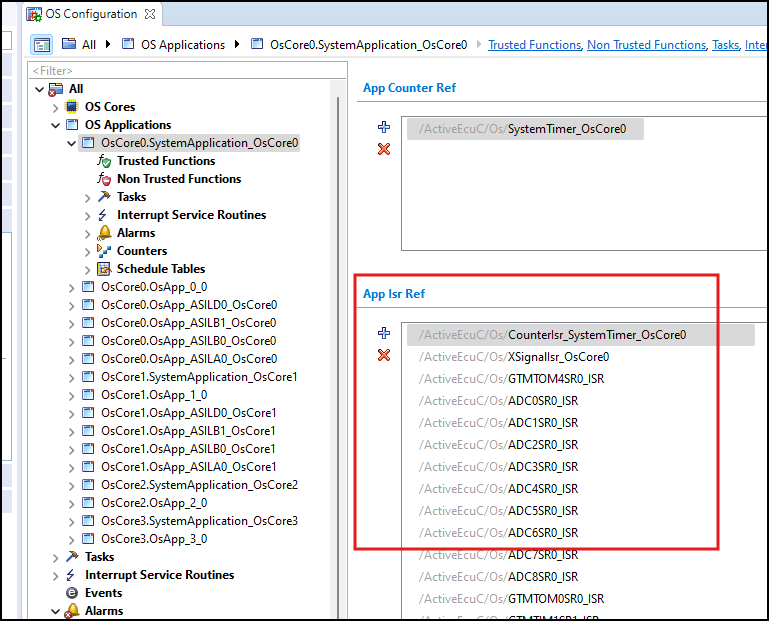 OS Configuration
All OS Applications OsCore0.SystemApplication_OsCore0 Trusted Functions, Non Trusted Functions, Tasks, Inter
<Filter>
All
OS Cores
OS Applications
OsCore0.SystemApplication_OsCore0
Trusted Functions
Non Trusted Functions
Tasks
Interrupt Service Routines
Alarms
Counters
Schedule Tables
OsCore0.OsApp_0_0
OsCore0.OsApp_ASILD0_OsCore0
OsCore0.OsApp_ASILB1_OsCore0
OsCore0.OsApp_ASILB0_OsCore0
OsCore0.OsApp_ASILA0_OsCore0
OsCore1.SystemApplication_OsCore1
OsCore1.OsApp_1_0
OsCore1.OsApp_ASILD0_OsCore1
OsCore1.OsApp_ASILB1_OsCore1
OsCore1.OsApp_ASILB0_OsCore1
OsCore1.OsApp_ASILA0_OsCore1
OsCore2.SystemApplication_OsCore2
OsCore2.OsApp_2_0
OsCore3.SystemApplication_OsCore3
OsCore3.OsApp_3_0
Tasks
Interrupt Service Routines
Events
Alarms
App Counter Ref
/ActiveEcuC/Os/SystemTimer_OsCore0
App Isr Ref
/ActiveEcuC/Os/CounterIsr_SystemTimer_OsCore0
/ActiveEcuC/Os/XSignalIsr_OsCore0
/ActiveEcuC/Os/GTMTOM4SR0_ISR
/ActiveEcuC/Os/ADC0SR0_ISR
/ActiveEcuC/Os/ADC1SR0_ISR
/ActiveEcuC/Os/ADC2SR0_ISR
/ActiveEcuC/Os/ADC3SR0_ISR
/ActiveEcuC/Os/ADC4SR0_ISR
/ActiveEcuC/Os/ADC5SR0_ISR
/ActiveEcuC/Os/ADC6SR0_ISR
/ActiveEcuC/Os/ADC7SR0_ISR
/ActiveEcuC/Os/ADC8SR0_ISR
/ActiveEcuC/Os/GTMTOM0SR0_ISR
/ActiveEcuC/Os/GTMTIM1SR1_ISR